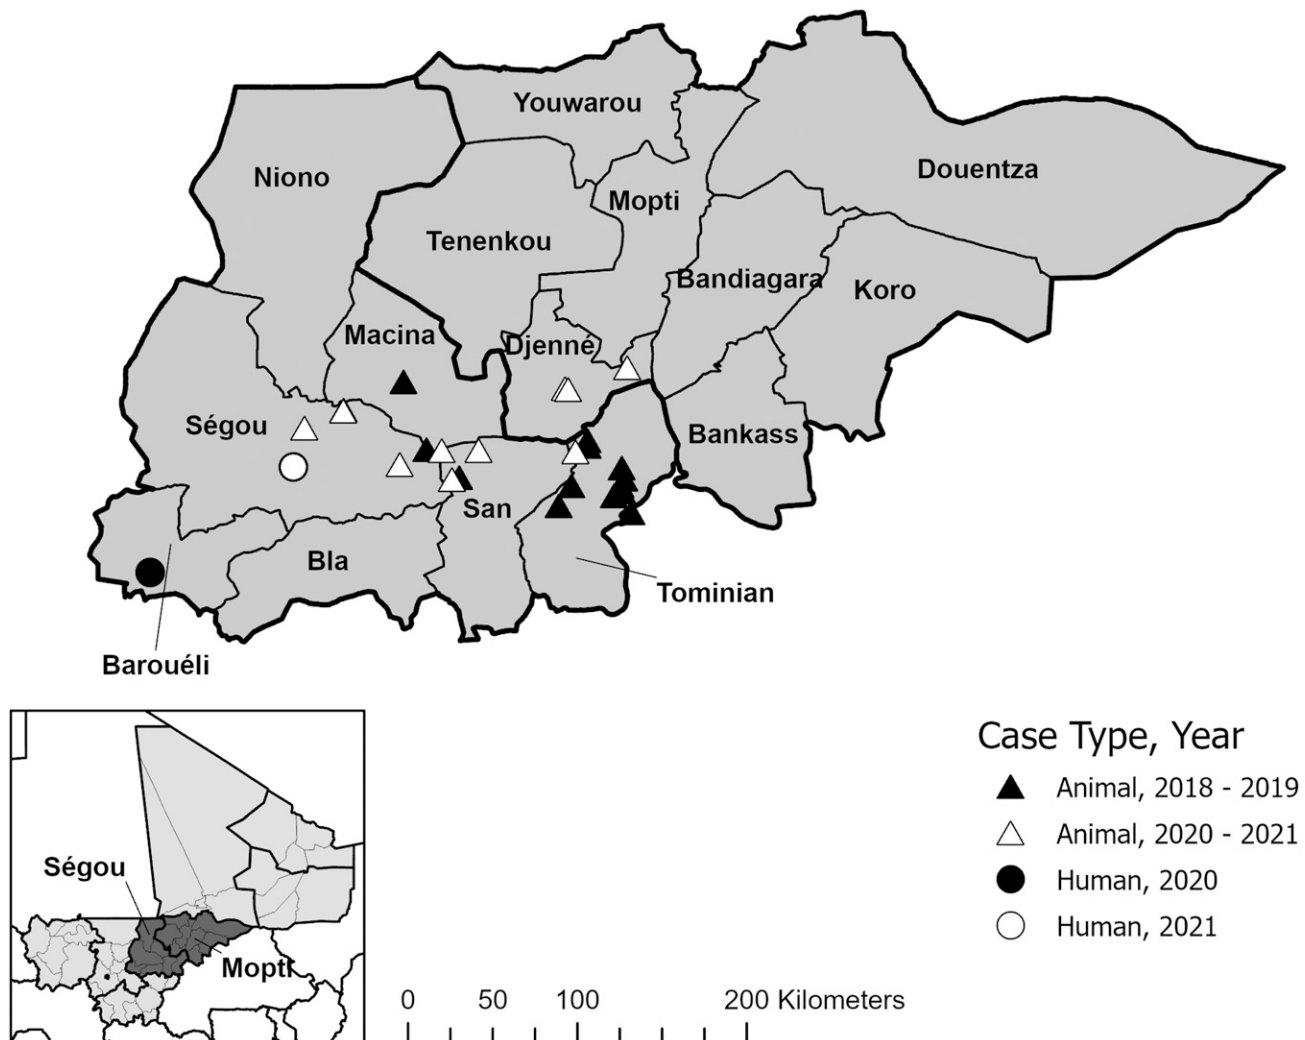 Youwarou
Niono
Douentza
Mopti
Tenenkou
Bandiagara
Koro
Macina
Djenné
Ségou
Bankass
San
Bla
Tominian
Barouéli
Case Type, Year
Animal, 2018 - 2019
Animal, 2020 - 2021
Human, 2020
Human, 2021
Ségou
Mopti
0 50 100 200 Kilometers